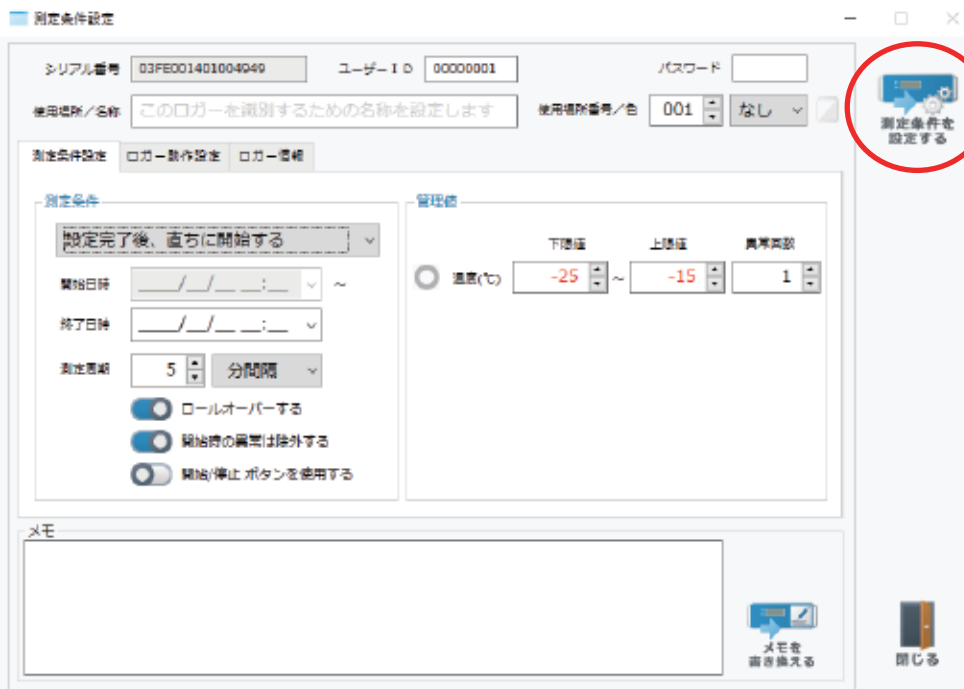 測定条件設定
シリアル番号 03FE001401004949 ユーザーＩＤ 00000001 パスワード
使用場所／名称 このロガーを識別するための名称を設定します 使用場所番号／色 001 なし
測定条件を
設定する
測定条件設定 ロガー動作設定 ロガー情報
測定条件
設定完了後、直ちに開始する
開始日時 ____/__/__ __:__ ～
終了日時 ____/__/__ __:__
測定周期 5 分間隔
ロールオーバーする
開始時の異常は除外する
開始/停止 ボタンを使用する
管理値
下限値 上限値 異常回数
温度(℃) -25 ～ -15 1
メモ
メモを
書き換える
閉じる